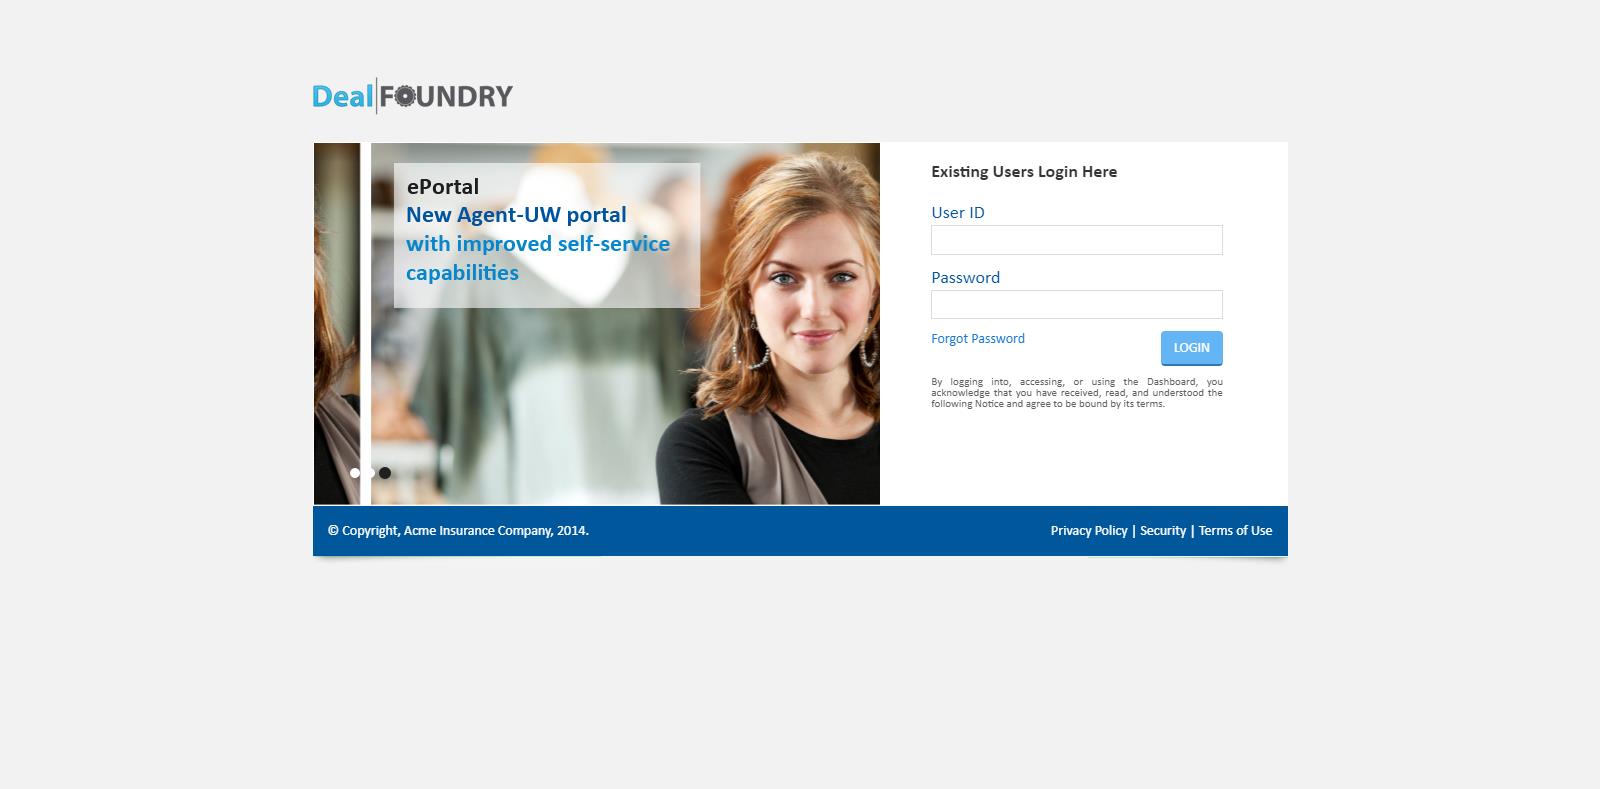 Deal FOUNDRY
ePortal
New Agent-UW portal
with improved self-service
capabilities
Existing Users Login Here
User ID
Password
Forgot Password
LOGIN
By logging into, accessing, or using the Dashboard, you
acknowledge that you have received, read, and understood the
following Notice and agree to be bound by its terms.
© Copyright, Acme Insurance Company, 2014.
Privacy Policy | Security | Terms of Use